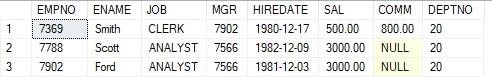 EMPNO ENAME JOB MGR HIREDATE SAL COMM DEPTNO
1 7369 Smith CLERK 7902 1980-12-17 500.00 800.00 20
2 7788 Scott ANALYST 7566 1982-12-09 3000.00 NULL 20
3 7902 Ford ANALYST 7566 1981-12-03 3000.00 NULL 20